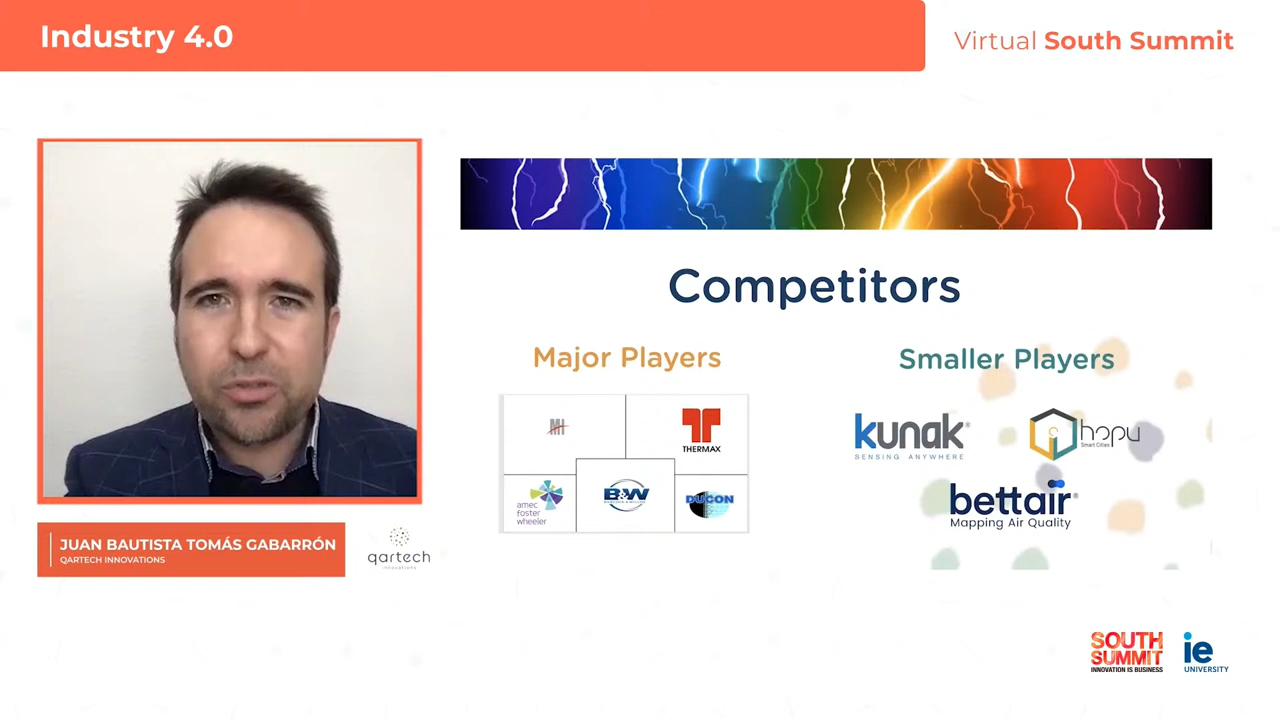 Industry 4.0
Virtual South Summit
Competitors
Major Players
Smaller Players
MI
THERMAX
amec
foster
wheeler
B&W
DUCON
kunak®
SENSING ANYWHERE
hopu
Smart Cities
bettair®
Mapping Air Quality
JUAN BAUTISTA TOMÁS GABARRÓN
QARTECH INNOVATIONS
qartech
innovations
SOUTH
SUMMIT
INNOVATION IS BUSINESS
ie
UNIVERSITY